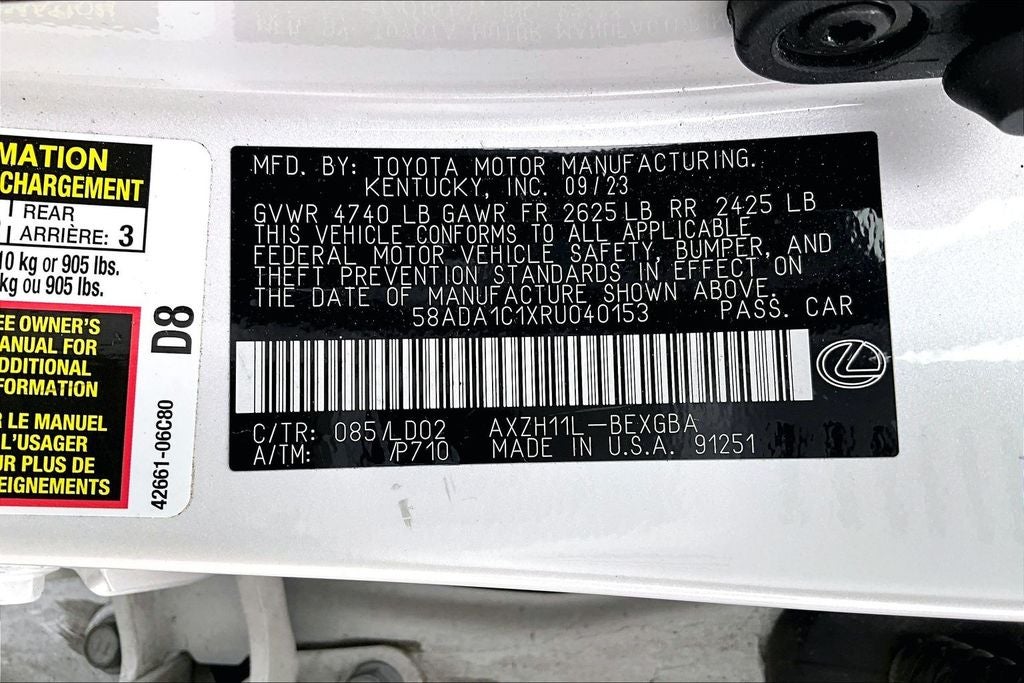 MATION
CHARGEMENT
REAR
ARRIÈRE: 3
10 kg or 905 lbs.
kg ou 905 lbs.
EE OWNER'S
ANUAL FOR
DDITIONAL
FORMATION
R LE MANUEL
L'USAGER
UR PLUS DE
EIGNEMENTS
D8
42661-06C80
MFD. BY: TOYOTA MOTOR MANUFACTURING.
KENTUCKY, INC. 09/23
GVWR 4740 LB GAWR FR 2625 LB RR 2425 LB
THIS VEHICLE CONFORMS TO ALL APPLICABLE
FEDERAL MOTOR VEHICLE SAFETY, BUMPER, AND
THEFT PREVENTION STANDARDS IN EFFECT ON
THE DATE OF MANUFACTURE SHOWN ABOVE.
58ADA1C1XRU040153 PASS. CAR
C/TR: 085/LD02 AXZH11L-BEXGBA
A/TM: /P710 MADE IN U.S.A. 91251